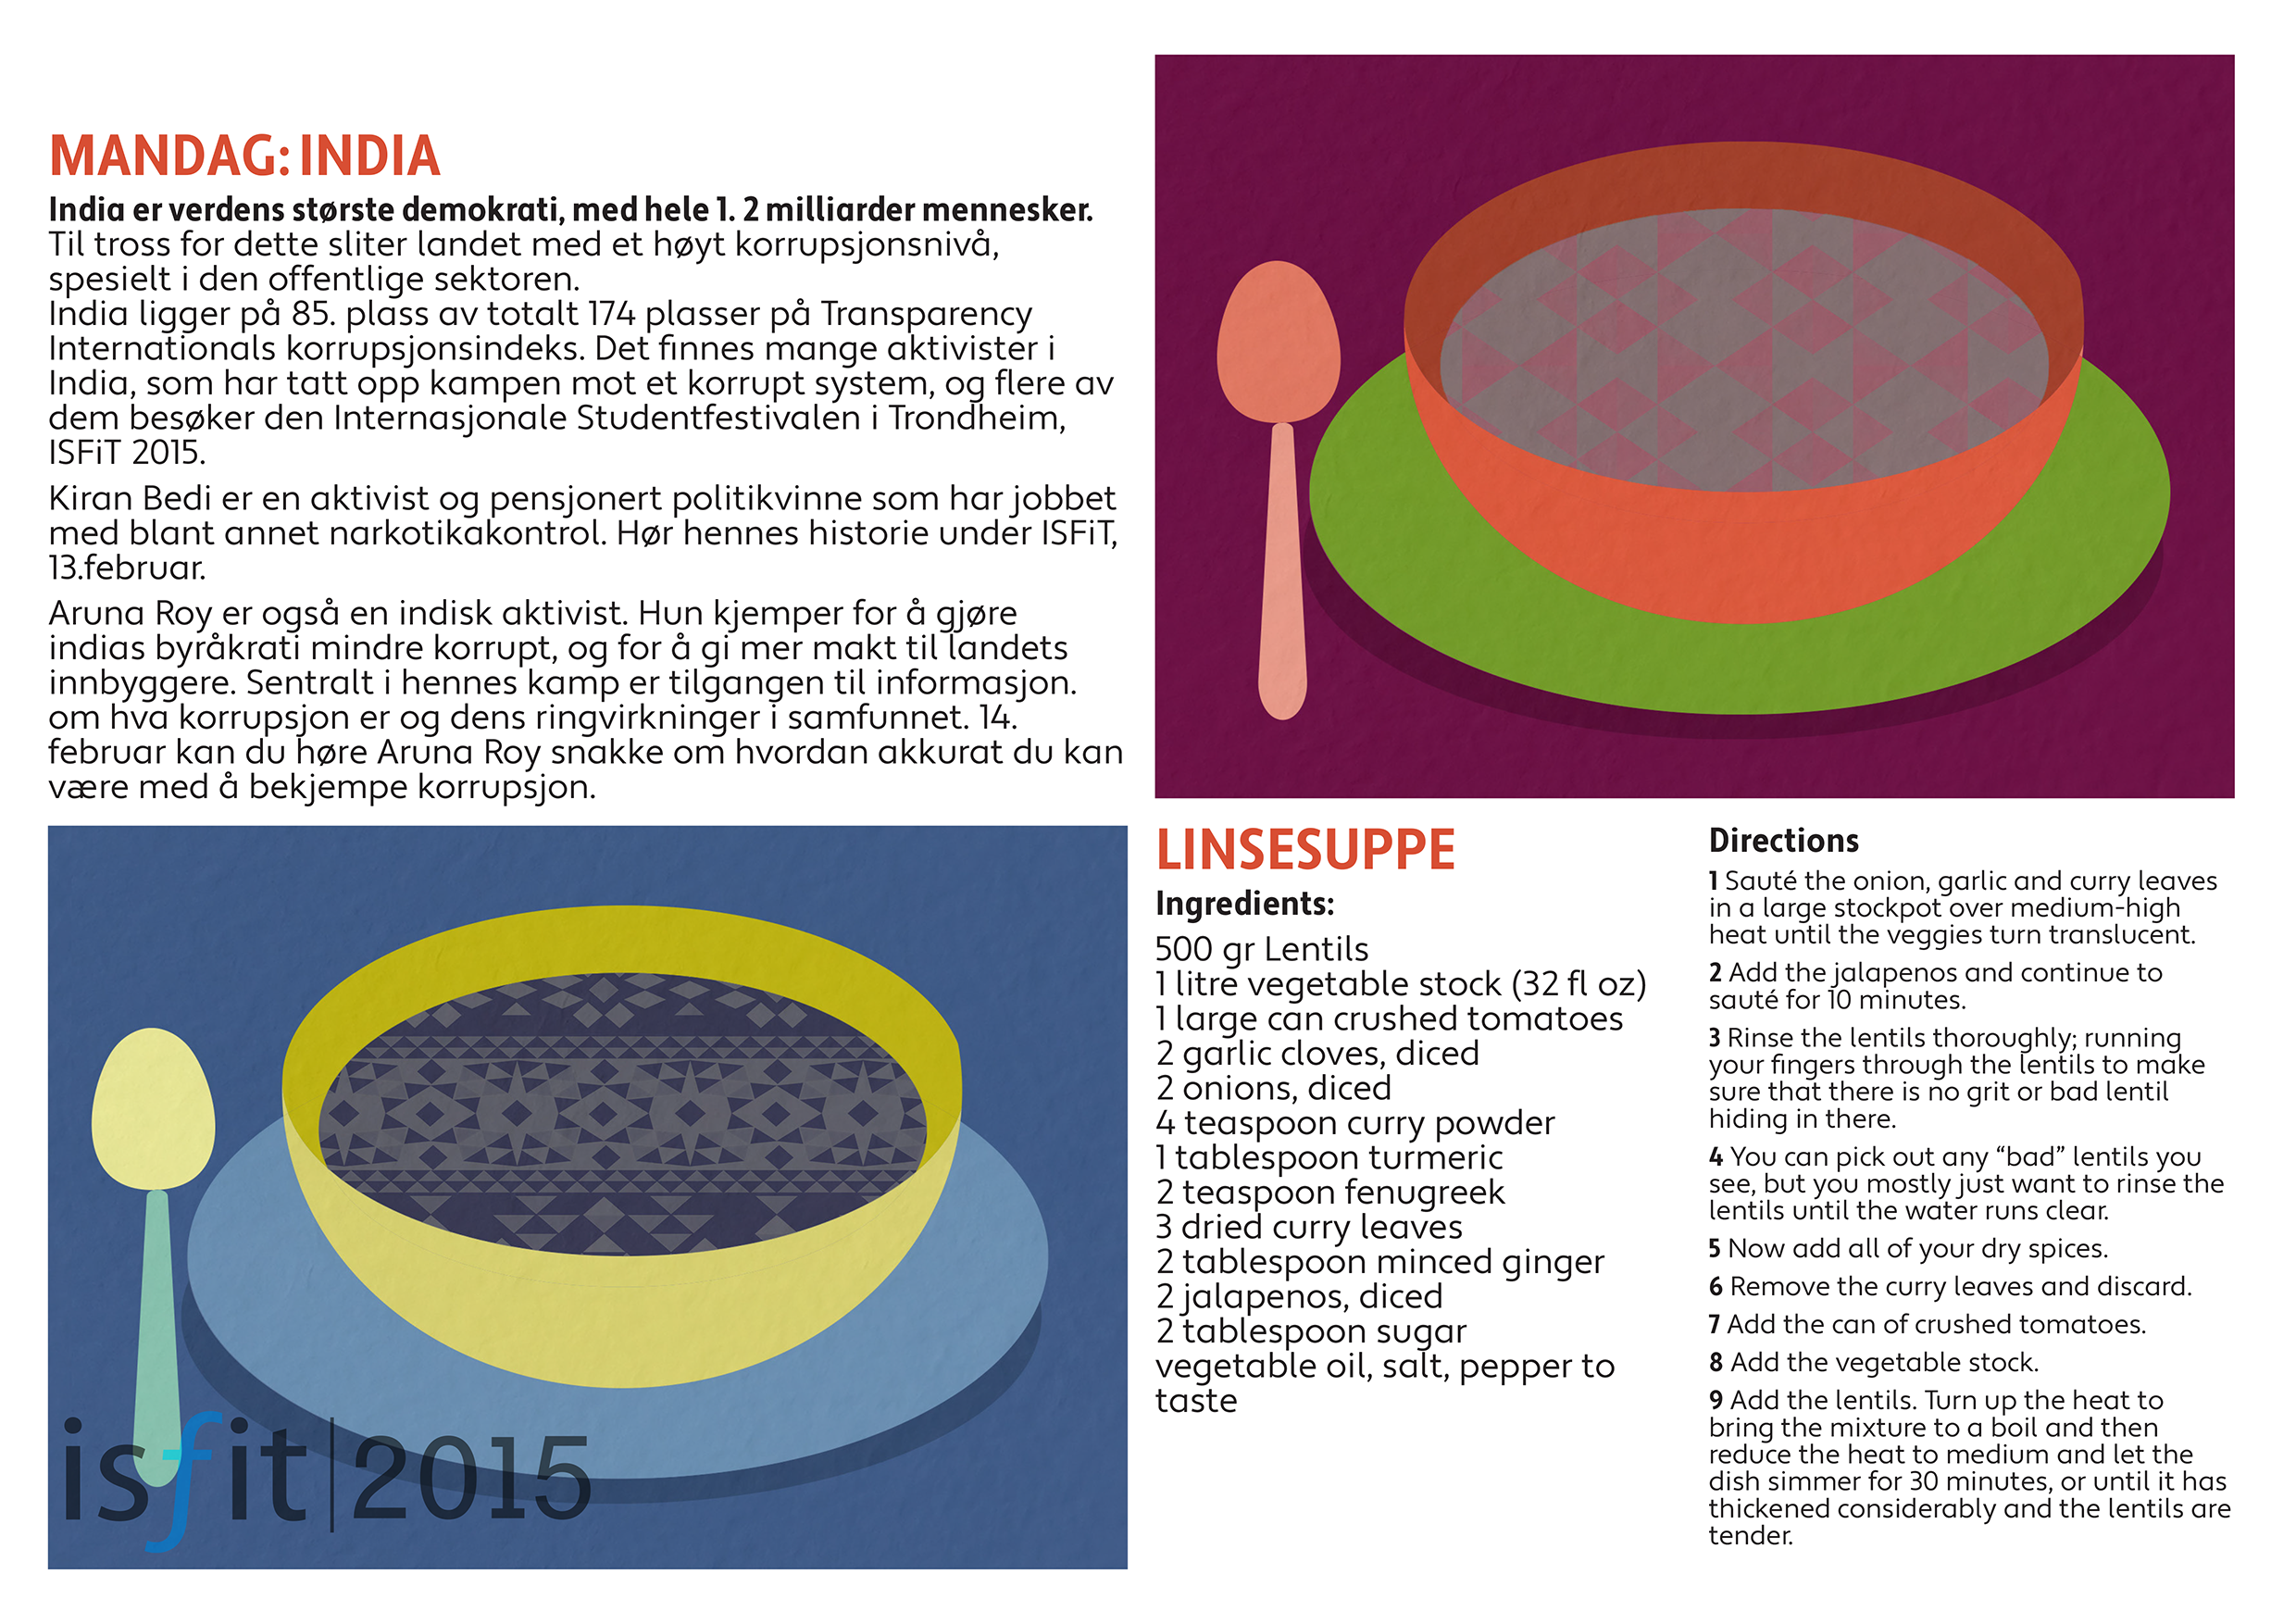 MANDAG: INDIA
India er verdens største demokrati, med hele 1. 2 milliarder mennesker.
Til tross for dette sliter landet med et høyt korrupsjonsnivå,
spesielt i den offentlige sektoren.
India ligger på 85. plass av totalt 174 plasser på Transparency
Internationals korrupsjonsindeks. Det finnes mange aktivister i
India, som har tatt opp kampen mot et korrupt system, og flere av
dem besøker den Internasjonale Studentfestivalen i Trondheim,
ISFiT 2015.
Kiran Bedi er en aktivist og pensjonert politikvinne som har jobbet
med blant annet narkotikakontrol. Hør hennes historie under ISFiT,
13.februar.
Aruna Roy er også en indisk aktivist. Hun kjemper for å gjøre
indias byråkrati mindre korrupt, og for å gi mer makt til landets
innbyggere. Sentralt i hennes kamp er tilgangen til informasjon.
om hva korrupsjon er og dens ringvirkninger i samfunnet. 14.
februar kan du høre Aruna Roy snakke om hvordan akkurat du kan
være med å bekjempe korrupsjon.
isfit|2015
LINSESUPPE
Ingredients:
500 gr Lentils
1 litre vegetable stock (32 fl oz)
1 large can crushed tomatoes
2 garlic cloves, diced
2 onions, diced
4 teaspoon curry powder
1 tablespoon turmeric
2 teaspoon fenugreek
3 dried curry leaves
2 tablespoon minced ginger
2 jalapenos, diced
2 tablespoon sugar
vegetable oil, salt, pepper to
taste
Directions
1 Sauté the onion, garlic and curry leaves
in a large stockpot over medium-high
heat until the veggies turn translucent.
2 Add the jalapenos and continue to
sauté for 10 minutes.
3 Rinse the lentils thoroughly; running
your fingers through the lentils to make
sure that there is no grit or bad lentil
hiding in there.
4 You can pick out any “bad” lentils you
see, but you mostly just want to rinse the
lentils until the water runs clear.
5 Now add all of your dry spices.
6 Remove the curry leaves and discard.
7 Add the can of crushed tomatoes.
8 Add the vegetable stock.
9 Add the lentils. Turn up the heat to
bring the mixture to a boil and then
reduce the heat to medium and let the
dish simmer for 30 minutes, or until it has
thickened considerably and the lentils are
tender.